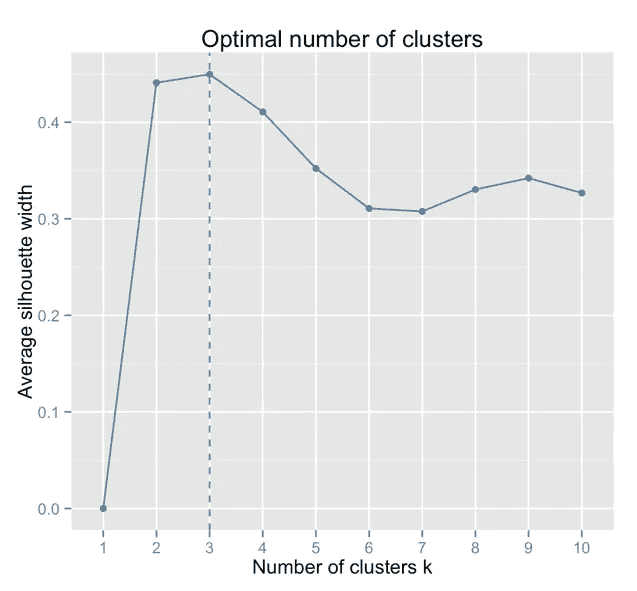 Optimal number of clusters
Average silhouette width
0.4
0.3
0.2
0.1
0.0
1 2 3 4 5 6 7 8 9 10
Number of clusters k